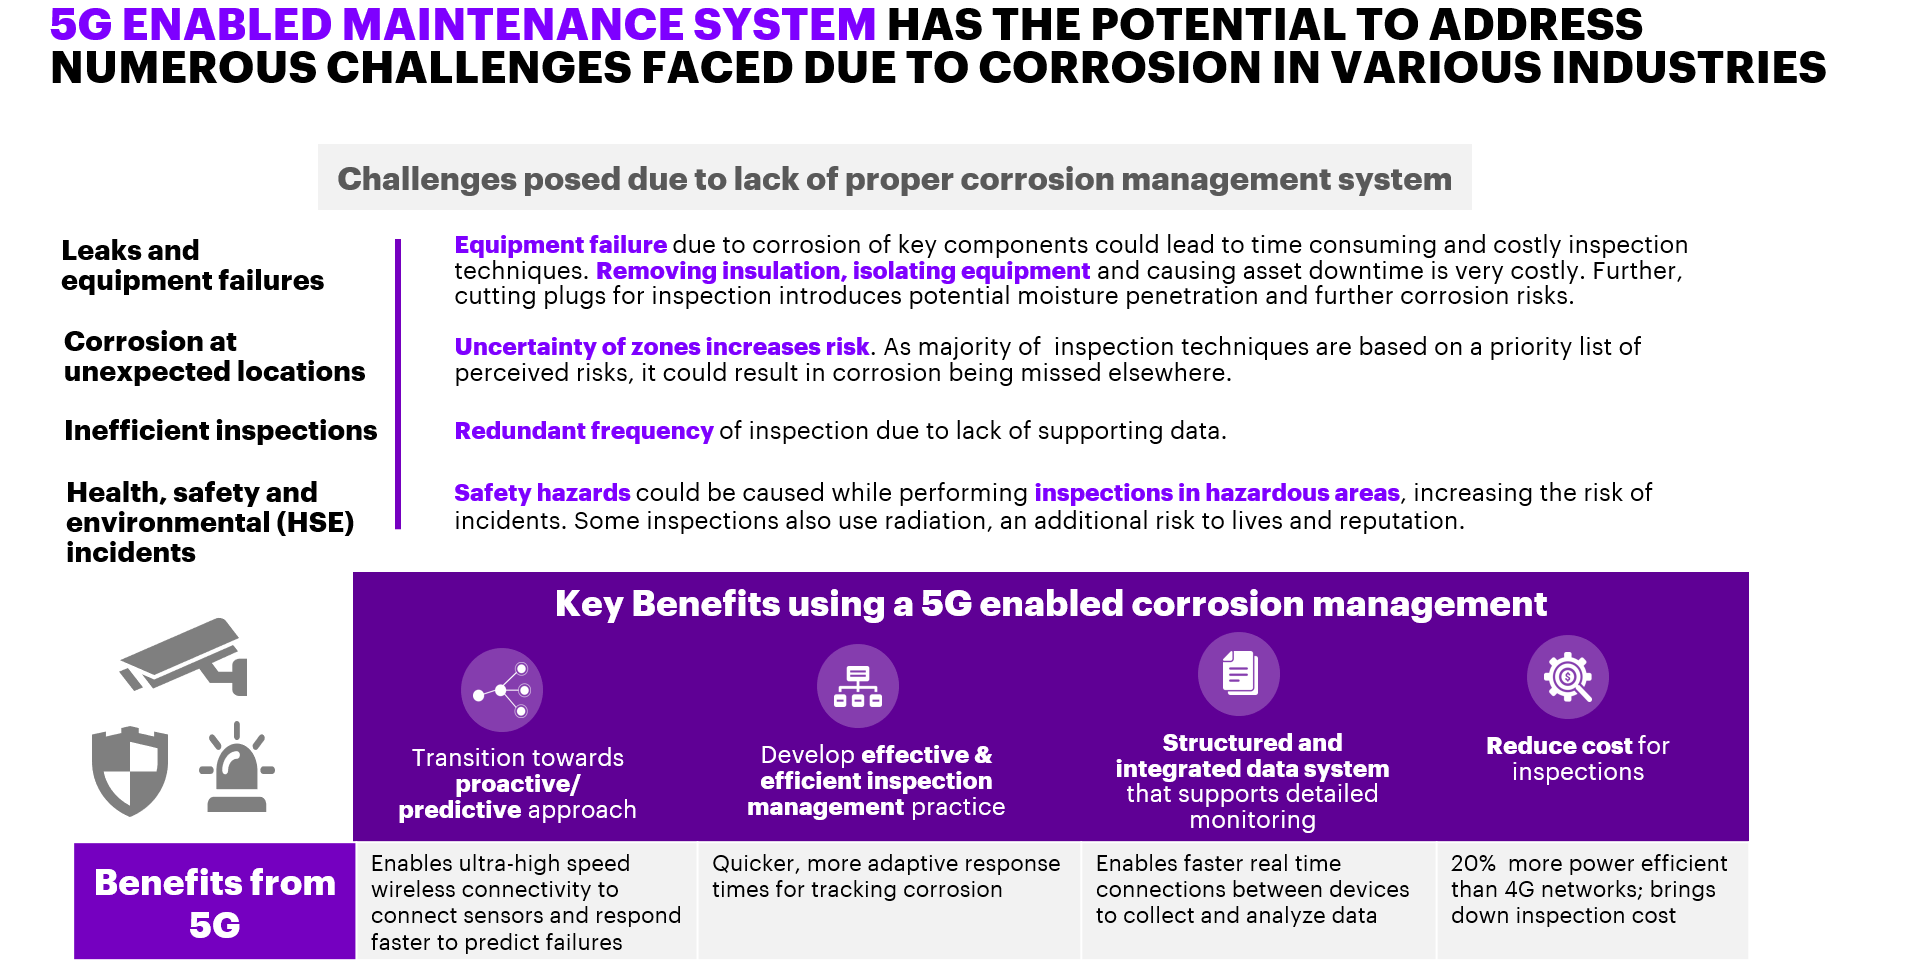 5G ENABLED MAINTENANCE SYSTEM HAS THE POTENTIAL TO ADDRESS
NUMEROUS CHALLENGES FACED DUE TO CORROSION IN VARIOUS INDUSTRIES
Challenges posed due to lack of proper corrosion management system
Leaks and
equipment failures
Equipment failure due to corrosion of key components could lead to time consuming and costly inspection
techniques. Removing insulation, isolating equipment and causing asset downtime is very costly. Further,
cutting plugs for inspection introduces potential moisture penetration and further corrosion risks.
Corrosion at
unexpected locations
Uncertainty of zones increases risk. As majority of  inspection techniques are based on a priority list of
perceived risks, it could result in corrosion being missed elsewhere.
Inefficient inspections
Redundant frequency of inspection due to lack of supporting data.
Health, safety and
environmental (HSE)
incidents
Safety hazards could be caused while performing inspections in hazardous areas, increasing the risk of
incidents. Some inspections also use radiation, an additional risk to lives and reputation.
Key Benefits using a 5G enabled corrosion management
Transition towards
proactive/
predictive approach
Develop effective &
efficient inspection
management practice
Structured and
integrated data system
that supports detailed
monitoring
$
Reduce cost for
inspections
Benefits from
5G
Enables ultra-high speed
wireless connectivity to
connect sensors and respond
faster to predict failures
Quicker, more adaptive response
times for tracking corrosion
Enables faster real time
connections between devices
to collect and analyze data
20%  more power efficient
than 4G networks; brings
down inspection cost